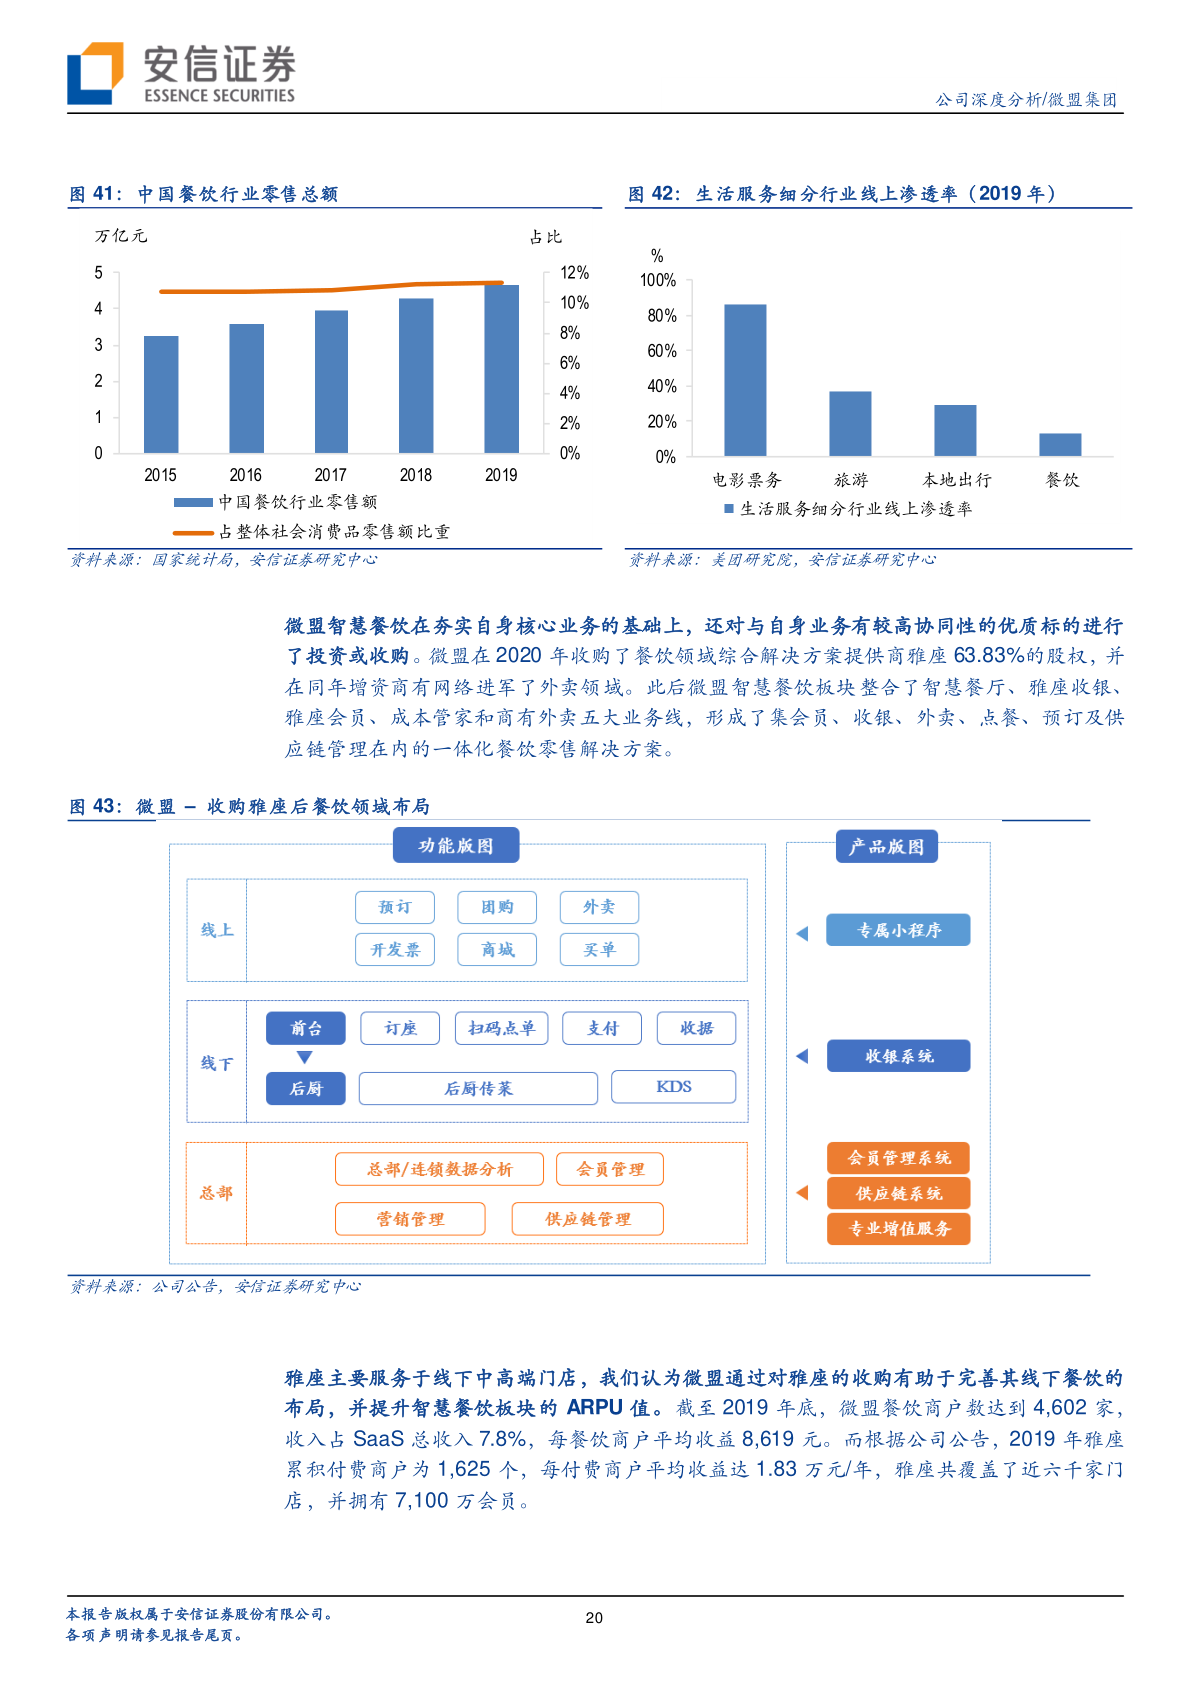 安信证券
ESSENCE SECURITIES
公司深度分析/微盟集团
图 41：中国餐饮行业零售总额
万亿元
占比
5
4
3
2
1
0
12%
10%
8%
6%
4%
2%
0%
2015 2016 2017 2018 2019
中国餐饮行业零售额
占整体社会消费品零售额比重
资料来源：国家统计局，安信证券研究中心
图 42：生活服务细分行业线上渗透率（2019 年）
%
100%
80%
60%
40%
20%
0%
电影票务 旅游 本地出行 餐饮
生活服务细分行业线上渗透率
资料来源：美团研究院，安信证券研究中心
微盟智慧餐饮在夯实自身核心业务的基础上，还对与自身业务有较高协同性的优质标的进行
了投资或收购。微盟在 2020 年收购了餐饮领域综合解决方案提供商雅座 63.83%的股权，并
在同年增资商有网络进军了外卖领域。此后微盟智慧餐饮板块整合了智慧餐厅、雅座收银、
雅座会员、成本管家和商有外卖五大业务线，形成了集会员、收银、外卖、点餐、预订及供
应链管理在内的一体化餐饮零售解决方案。
图 43：微盟 – 收购雅座后餐饮领域布局
功能版图
线上
预订 团购 外卖
开发票 商城 买单
线下
前台 订座 扫码点单 支付 收据
后厨 后厨传菜 KDS
总部
总部/连锁数据分析 会员管理
营销管理 供应链管理
产品版图
专属小程序
收银系统
会员管理系统
供应链系统
专业增值服务
资料来源：公司公告，安信证券研究中心
雅座主要服务于线下中高端门店，我们认为微盟通过对雅座的收购有助于完善其线下餐饮的
布局，并提升智慧餐饮板块的 ARPU 值。截至 2019 年底，微盟餐饮商户数达到 4,602 家，
收入占 SaaS 总收入 7.8%，每餐饮商户平均收益 8,619 元。而根据公司公告，2019 年雅座
累积付费商户为 1,625 个，每付费商户平均收益达 1.83 万元/年，雅座共覆盖了近六千家门
店，并拥有 7,100 万会员。
本报告版权属于安信证券股份有限公司。
各项声明请参见报告尾页。
20